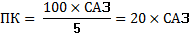 ПК = 100 × САЗ / 5 = 20 × САЗ